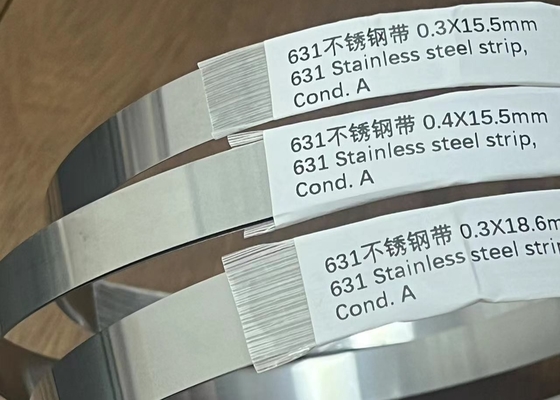 631不锈钢带 0.3X15.5mm
631 Stainless steel strip,
Cond. A
631不锈钢带 0.4X15.5mm
631 Stainless steel strip,
Cond. A
631不锈钢带 0.3X18.6m
631 Stainless steel stri
Cond. A